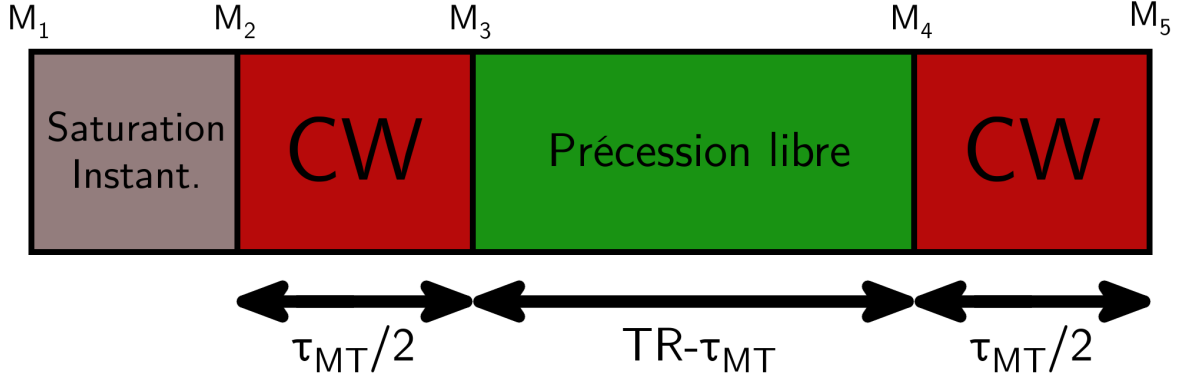 M₁ M₂ M₃ M₄ M₅
Saturation
Instant.
CW
Précession libre
CW
τMT/2
TR-τMT
τMT/2